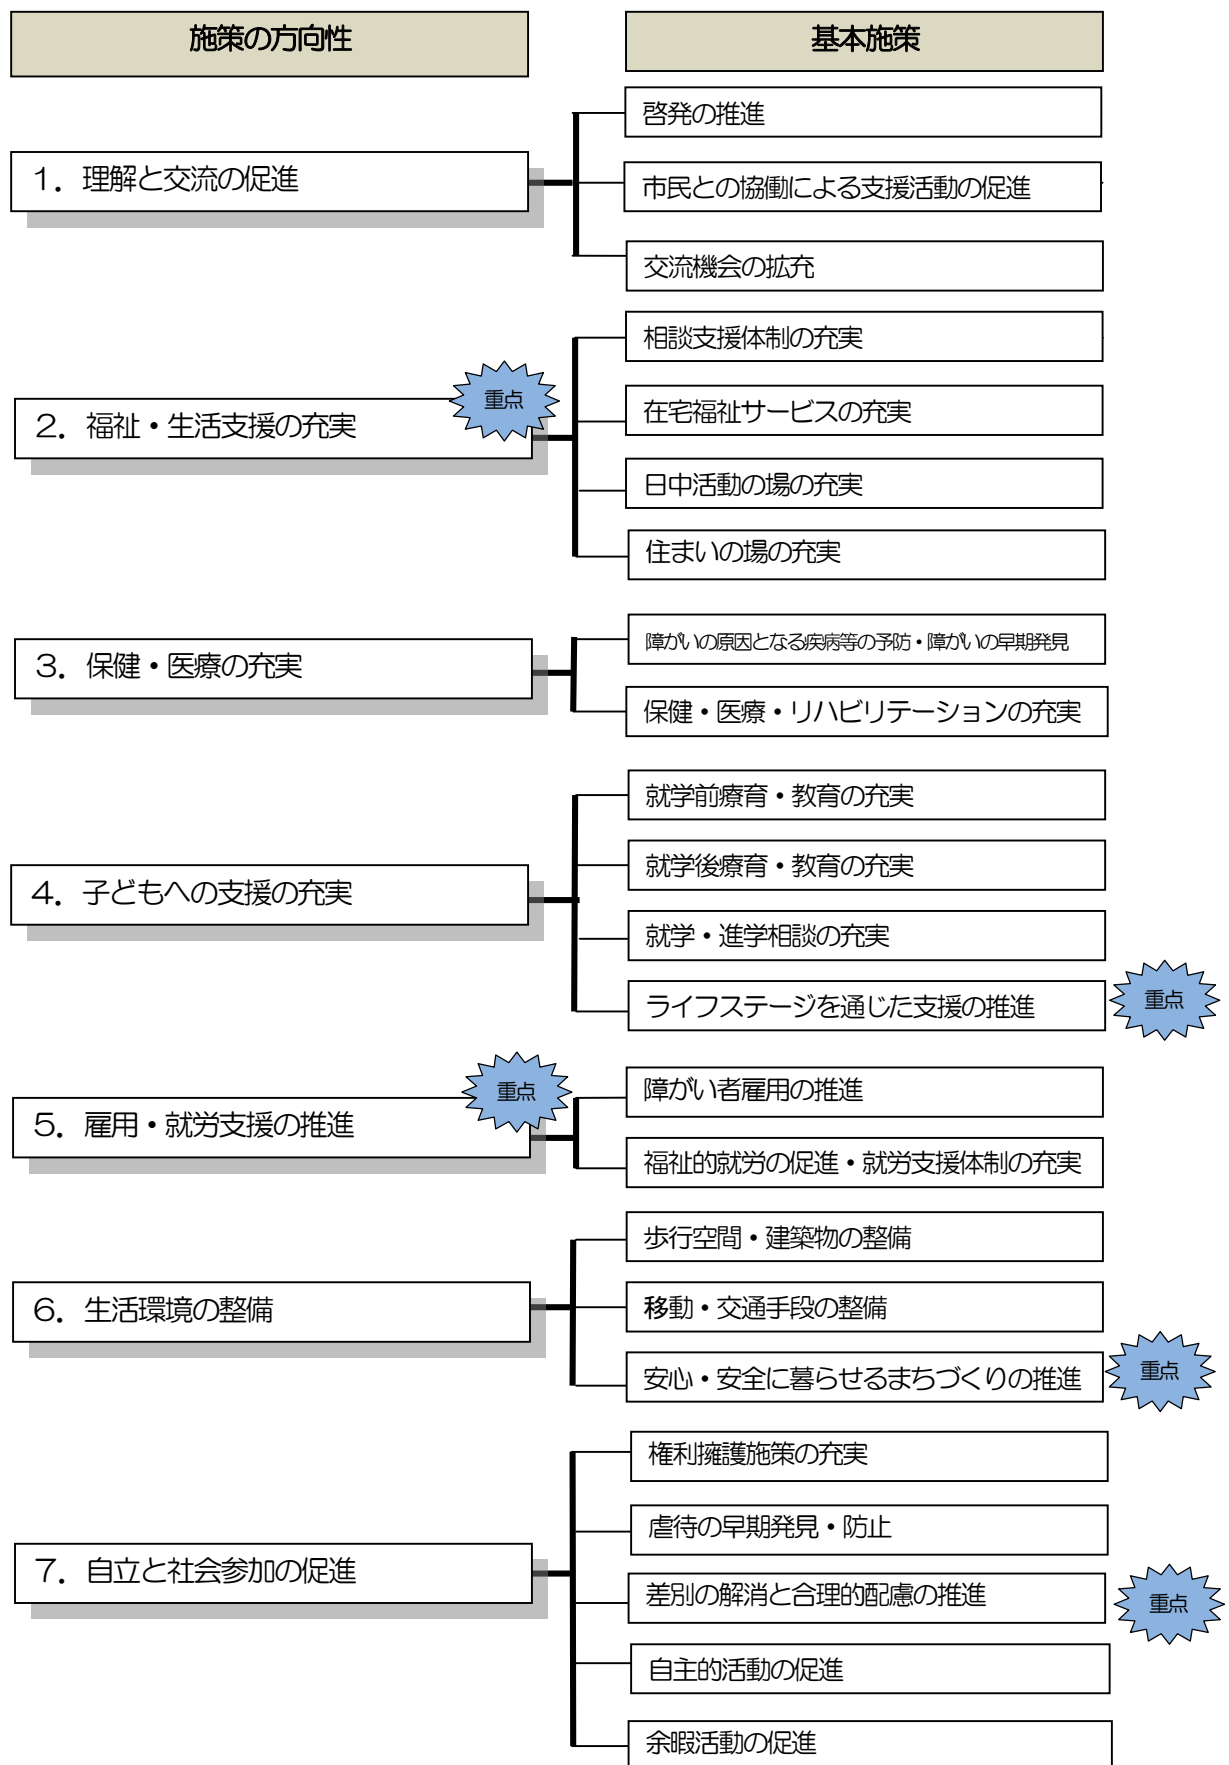 施策の方向性
基本施策
1．理解と交流の促進
啓発の推進
市民との協働による支援活動の促進
交流機会の拡充
2．福祉・生活支援の充実
重点
相談支援体制の充実
在宅福祉サービスの充実
日中活動の場の充実
住まいの場の充実
3．保健・医療の充実
障がいの原因となる疾病等の予防・障がいの早期発見
保健・医療・リハビリテーションの充実
4．子どもへの支援の充実
就学前療育・教育の充実
就学後療育・教育の充実
就学・進学相談の充実
ライフステージを通じた支援の推進
重点
5．雇用・就労支援の推進
重点
障がい者雇用の推進
福祉的就労の促進・就労支援体制の充実
6．生活環境の整備
歩行空間・建築物の整備
移動・交通手段の整備
安心・安全に暮らせるまちづくりの推進
重点
7．自立と社会参加の促進
権利擁護施策の充実
虐待の早期発見・防止
差別の解消と合理的配慮の推進
重点
自主的活動の促進
余暇活動の促進